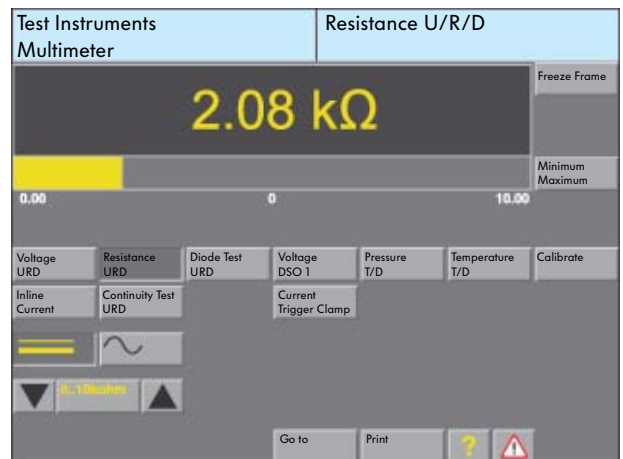 Test Instruments
Multimeter
Resistance U/R/D
Freeze Frame
2.08 kΩ
Minimum
Maximum
0.00
0
10.00
Voltage
URD
Resistance
URD
Diode Test
URD
Voltage
DSO 1
Pressure
T/D
Temperature
T/D
Calibrate
Inline
Current
Continuity Test
URD
Current
Trigger Clamp
0..10kohm
Go to
Print
?